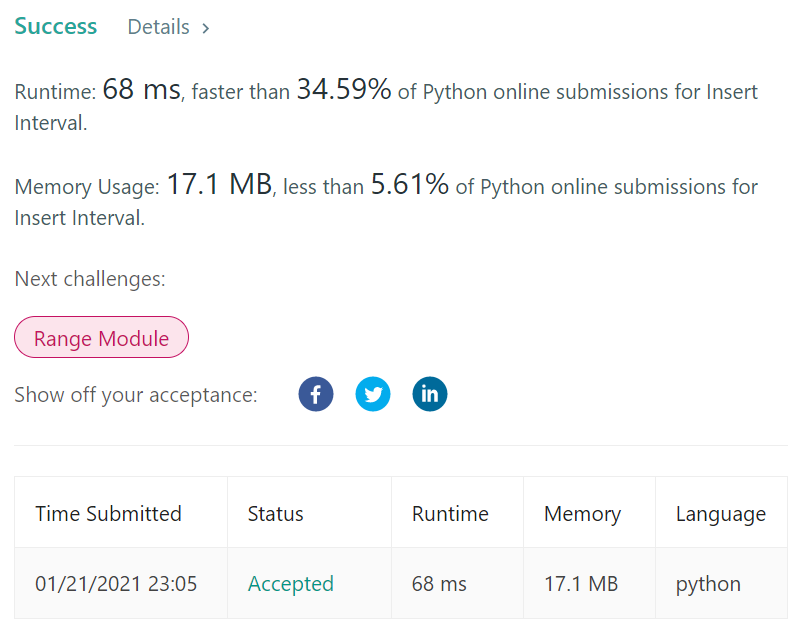 Success Details >
Runtime: 68 ms, faster than 34.59% of Python online submissions for Insert
Interval.
Memory Usage: 17.1 MB, less than 5.61% of Python online submissions for
Insert Interval.
Next challenges:
Range Module
Show off your acceptance: f in
Time Submitted Status Runtime Memory Language
01/21/2021 23:05 Accepted 68 ms 17.1 MB python